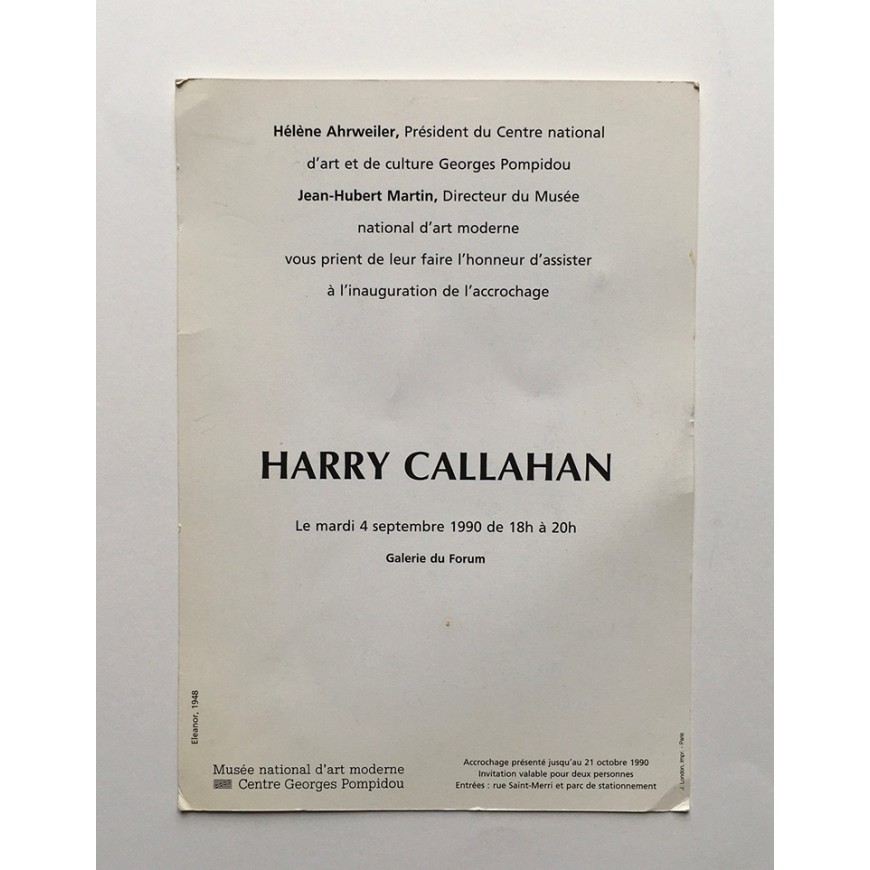 Hélène Ahrweiler, Président du Centre national
d'art et de culture Georges Pompidou
Jean-Hubert Martin, Directeur du Musée
national d'art moderne
vous prient de leur faire l'honneur d'assister
à l'inauguration de l'accrochage
HARRY CALLAHAN
Le mardi 4 septembre 1990 de 18h à 20h
Galerie du Forum
Eleanor, 1948
Musée national d'art moderne
Centre Georges Pompidou
Accrochage présenté jusqu'au 21 octobre 1990
Invitation valable pour deux personnes
Entrées : rue Saint-Merri et parc de stationnement
J. London, impr. - Paris